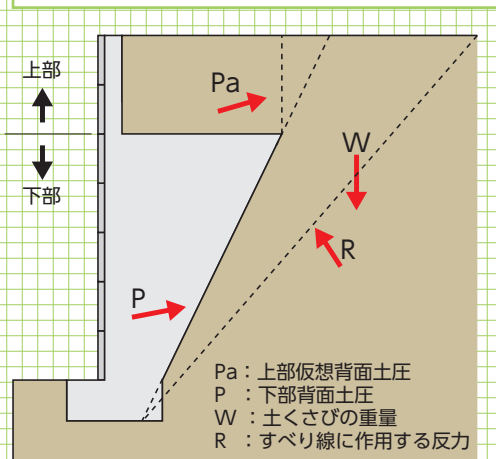 上部
下部
Pa
W
R
P
Pa：上部仮想背面土圧
P ：下部背面土圧
W ：土くさびの重量
R ：すべり線に作用する反力